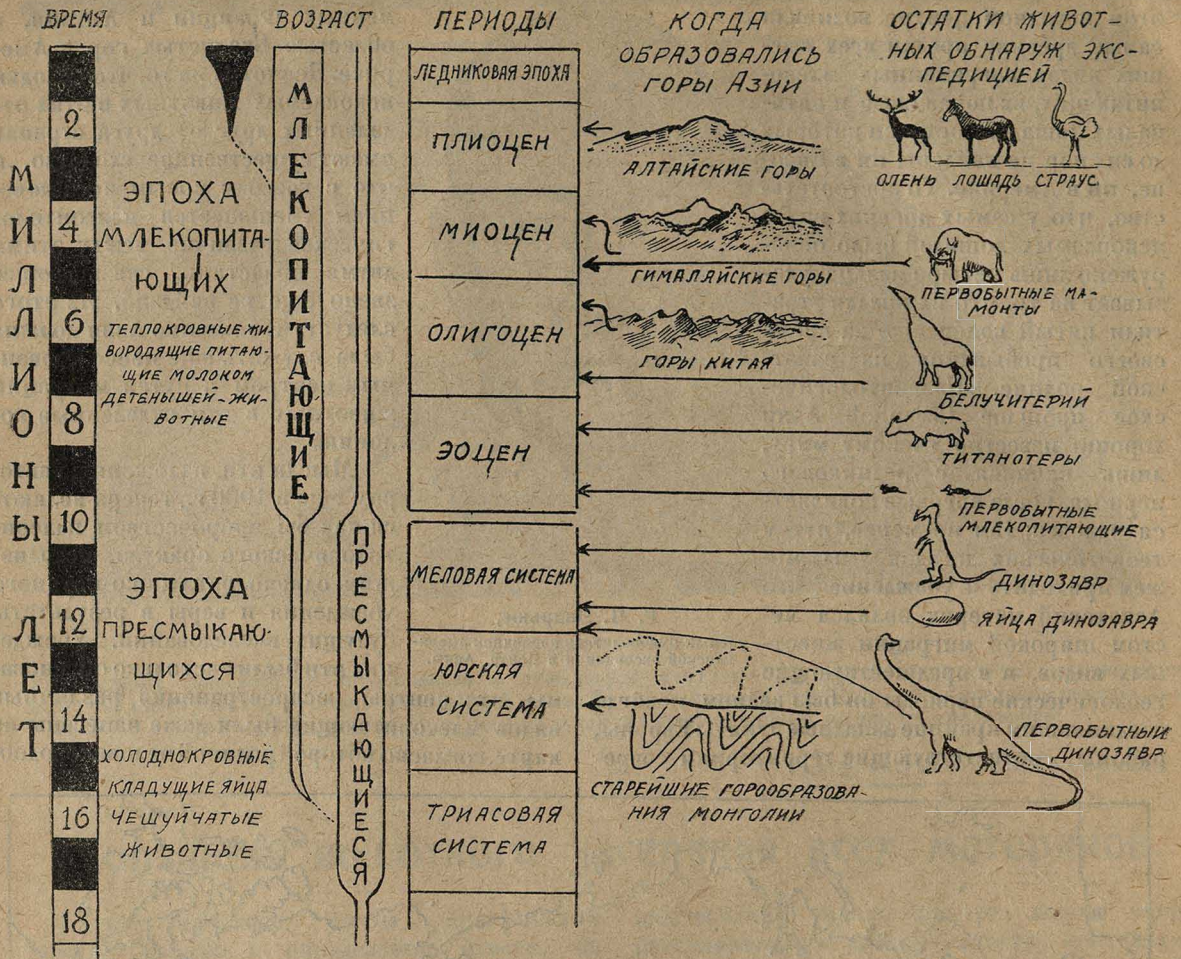 ВРЕМЯ
ВОЗРАСТ
ПЕРИОДЫ
КОГДА
ОБРАЗОВАЛИСЬ
ГОРЫ АЗИИ
ОСТАТКИ ЖИВОТ-
НЫХ ОБНАРУЖ ЭКС-
ПЕДИЦИЕЙ
МИЛЛИОНЫ ЛЕТ
2
4
6
8
10
12
14
16
18
ЭПОХА
МЛЕКОПИТА-
ЮЩИХ
ТЕПЛОКРОВНЫЕ ЖИ-
ВОРОДЯЩИЕ ПИТАЮ-
ЩИЕ МОЛОКОМ
ДЕТЕНЫШЕЙ-ЖИ-
ВОТНЫЕ
ЭПОХА
ПРЕСМЫКАЮ-
ЩИХСЯ
ХОЛОДНОКРОВНЫЕ
КЛАДУЩИЕ ЯЙЦА
ЧЕШУЙЧАТЫЕ
ЖИВОТНЫЕ
МЛЕКОПИТАЮЩИЕ
ПРЕСМЫКАЮЩИЕСЯ
ЛЕДНИКОВАЯ ЭПОХА
ПЛИОЦЕН
МИОЦЕН
ОЛИГОЦЕН
ЭОЦЕН
МЕЛОВАЯ СИСТЕМА
ЮРСКАЯ
СИСТЕМА
ТРИАСОВАЯ
СИСТЕМА
АЛТАЙСКИЕ ГОРЫ
ГИМАЛАЙСКИЕ ГОРЫ
ГОРЫ КИТАЯ
СТАРЕЙШИЕ ГОРООБРАЗОВА-
НИЯ МОНГОЛИИ
ОЛЕНЬ ЛОШАДЬ СТРАУС
ПЕРВОБЫТНЫЕ МА-
МОНТЫ
БЕЛУЧИТЕРИЙ
ТИТАНОТЕРЫ
ПЕРВОБЫТНЫЕ
МЛЕКОПИТАЮЩИЕ
ДИНОЗАВР
ЯЙЦА ДИНОЗАВРА
ПЕРВОБЫТНЫЙ
ДИНОЗАВР